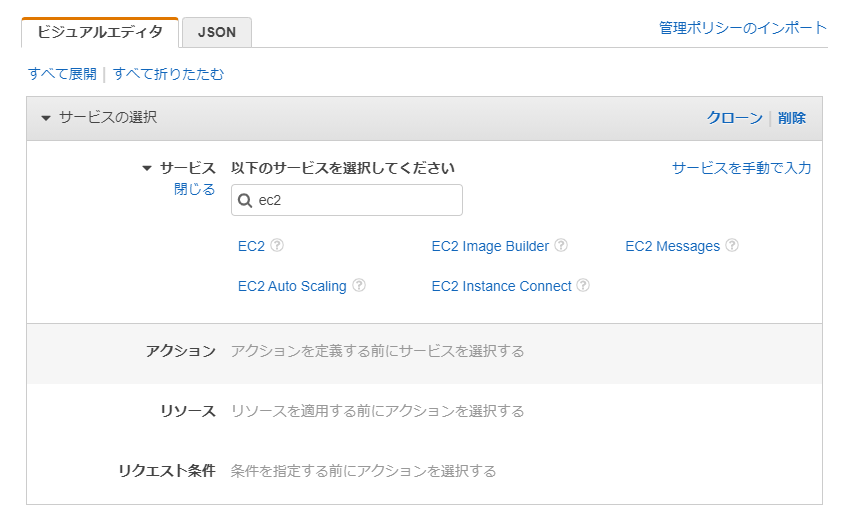 ビジュアルエディタ JSON 管理ポリシーのインポート
すべて展開 | すべて折りたたむ
サービスの選択 クローン | 削除
サービス 以下のサービスを選択してください サービスを手動で入力
閉じる ec2
EC2 EC2 Image Builder EC2 Messages
EC2 Auto Scaling EC2 Instance Connect
アクション アクションを定義する前にサービスを選択する
リソース リソースを適用する前にアクションを選択する
リクエスト条件 条件を指定する前にアクションを選択する